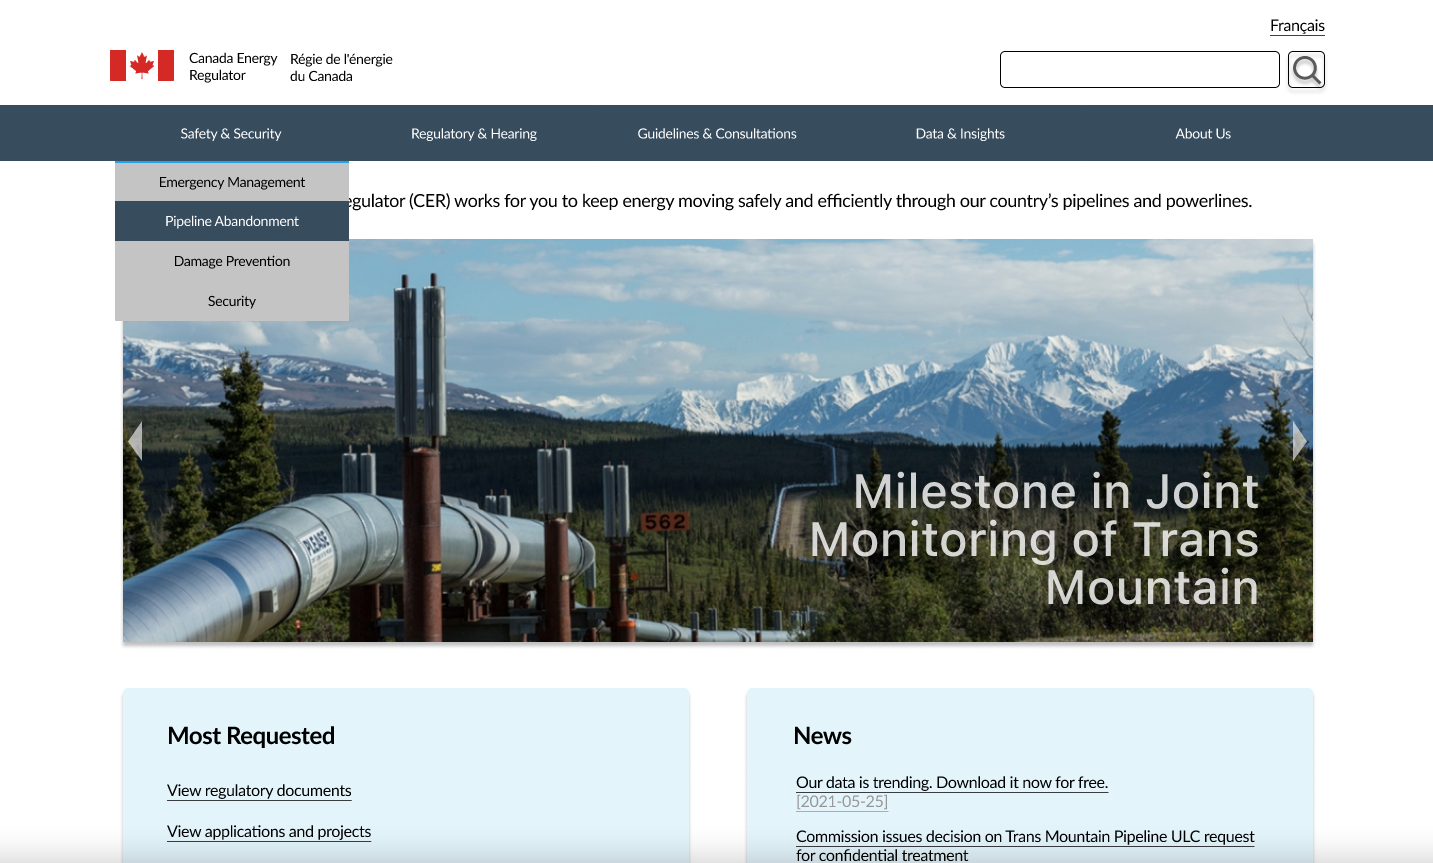 Français
Canada Energy
Regulator
Régie de l'énergie
du Canada
Safety & Security
Regulatory & Hearing
Guidelines & Consultations
Data & Insights
About Us
Emergency Management
Pipeline Abandonment
Damage Prevention
Security
egulator (CER) works for you to keep energy moving safely and efficiently through our country’s pipelines and powerlines.
PLEASE
562
Milestone in Joint
Monitoring of Trans
Mountain
Most Requested
View regulatory documents
View applications and projects
News
Our data is trending. Download it now for free.
[2021-05-25]
Commission issues decision on Trans Mountain Pipeline ULC request
for confidential treatment